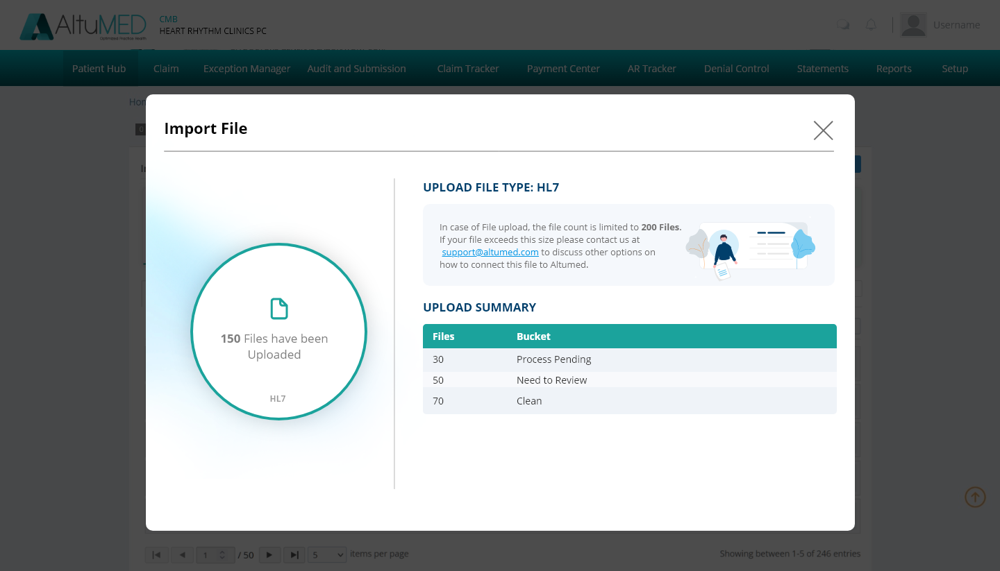 AltuMED
Optimized Practice Health
CMB
HEART RHYTHM CLINICS PC
Username
Patient Hub
Claim
Exception Manager
Audit and Submission
Claim Tracker
Payment Center
AR Tracker
Denial Control
Statements
Reports
Setup
Import File
150 Files have been
Uploaded
HL7
UPLOAD FILE TYPE: HL7
In case of File upload, the file count is limited to 200 Files.
If your file exceeds this size please contact us at
support@altumed.com to discuss other options on
how to connect this file to Altumed.
UPLOAD SUMMARY
Files Bucket
30 Process Pending
50 Need to Review
70 Clean
1 / 50 5 items per page
Showing between 1-5 of 246 entries